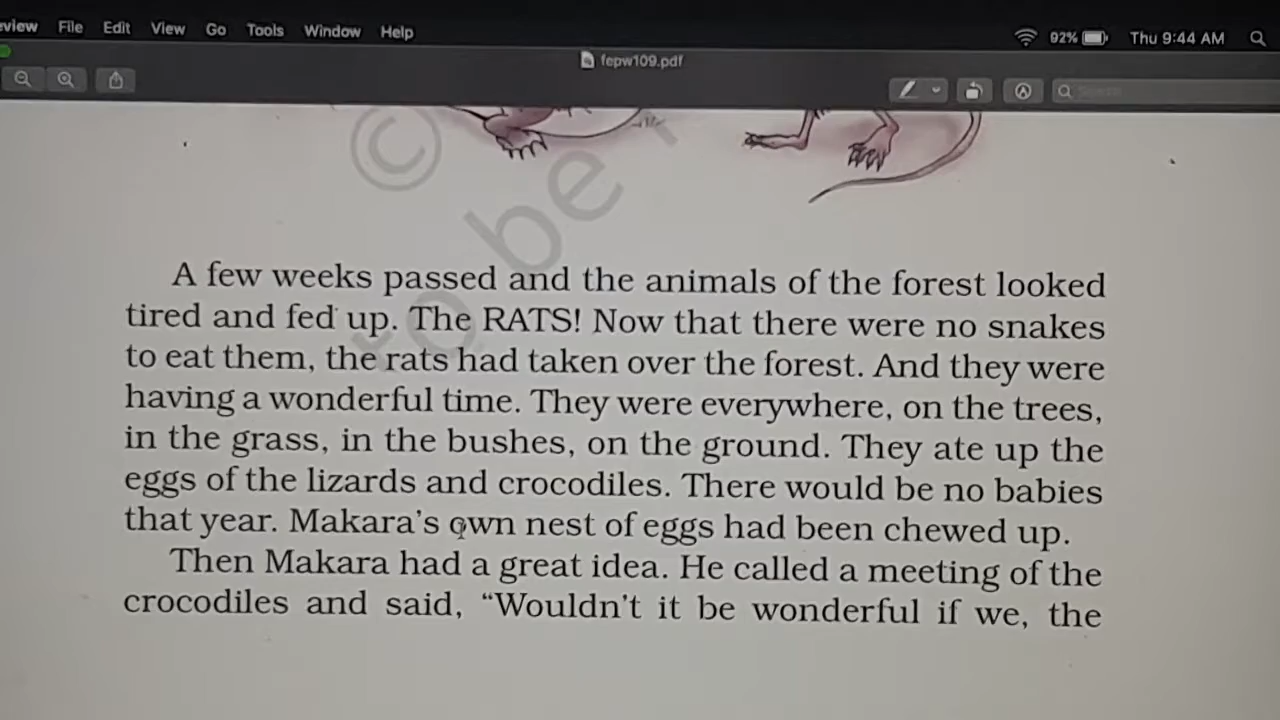 eview File Edit View Go Tools Window Help 92% Thu 9:44 AM
fepw109.pdf
Search
© 
to be r
A few weeks passed and the animals of the forest looked
tired and fed up. The RATS! Now that there were no snakes
to eat them, the rats had taken over the forest. And they were
having a wonderful time. They were everywhere, on the trees,
in the grass, in the bushes, on the ground. They ate up the
eggs of the lizards and crocodiles. There would be no babies
that year. Makara's own nest of eggs had been chewed up.
Then Makara had a great idea. He called a meeting of the
crocodiles and said, “Wouldn't it be wonderful if we, the